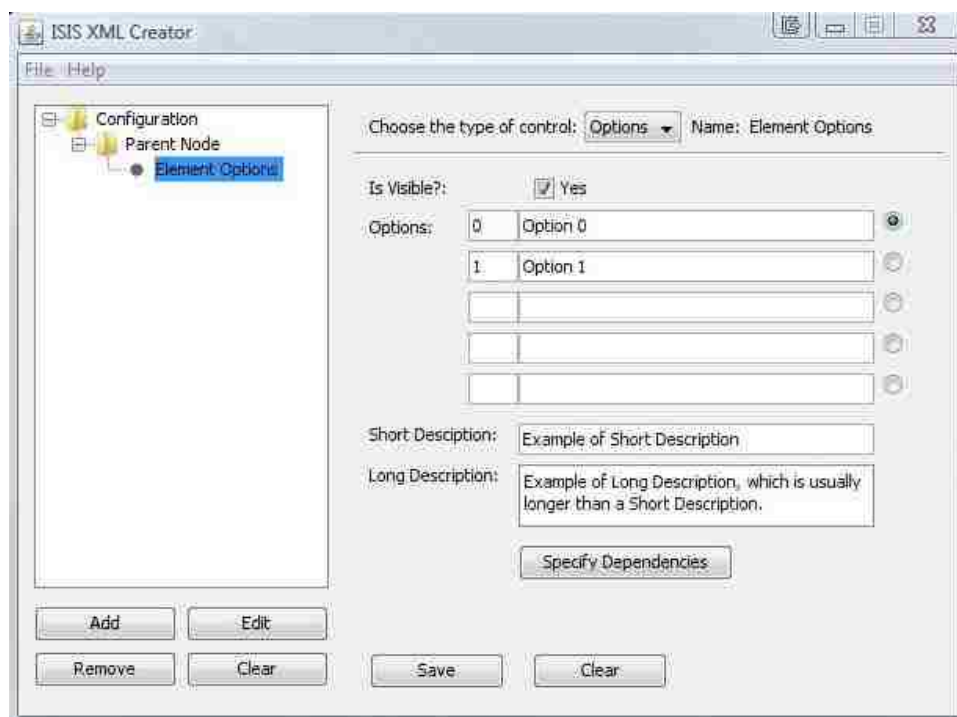 ISIS XML Creator
File Help
Configuration
Parent Node
Element Options
Choose the type of control: Options Name: Element Options
Is Visible?: Yes
Options: 0 Option 0
1 Option 1
Short Desciption: Example of Short Description
Long Description: Example of Long Description, which is usually
longer than a Short Description.
Specify Dependencies
Add Edit
Remove Clear Save Clear